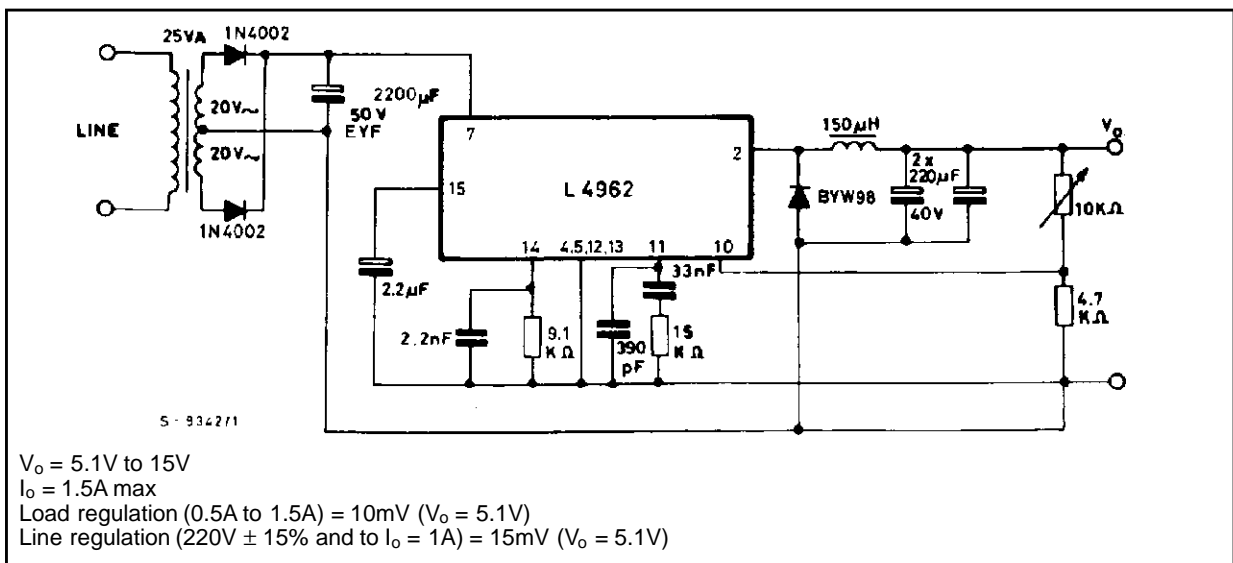 25VA
1N4002
2200µF
50V
EYF
20V~
LINE
20V~
1N4002
7
15
L4962
2
14
4.5,12,13
11
10
150µH
Vo
2x
220µF
40V
BYW98
10KΩ
4.7
KΩ
2.2µF
2.2nF
9.1
KΩ
33nF
390
pF
15
KΩ
S-9342/1
Vo = 5.1V to 15V
Io = 1.5A max
Load regulation (0.5A to 1.5A) = 10mV (Vo = 5.1V)
Line regulation (220V ± 15% and to Io = 1A) = 15mV (Vo = 5.1V)